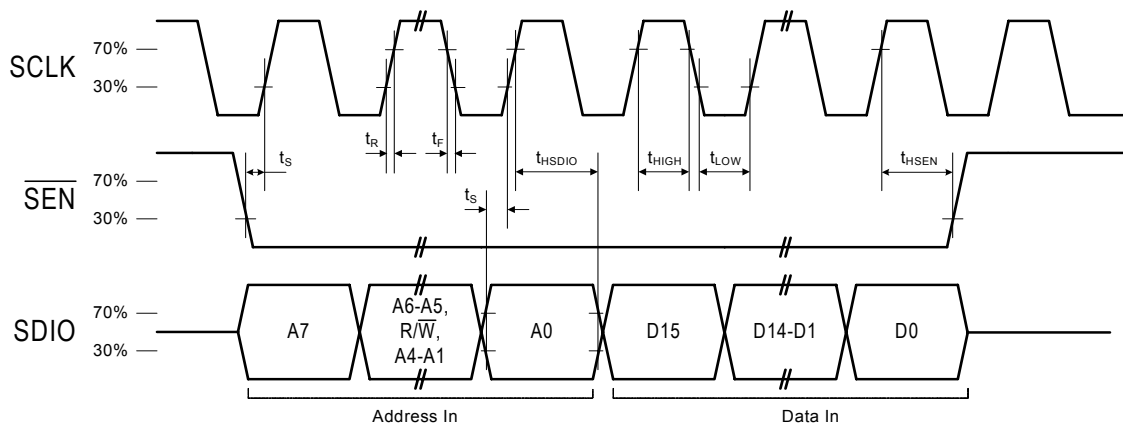 SCLK
70%
30%
tR
tF
tS
tHSDIO
tHIGH
tLOW
tHSEN
SEN
70%
30%
tS
SDIO
70%
30%
A7
A6-A5,
R/W,
A4-A1
A0
D15
D14-D1
D0
Address In
Data In